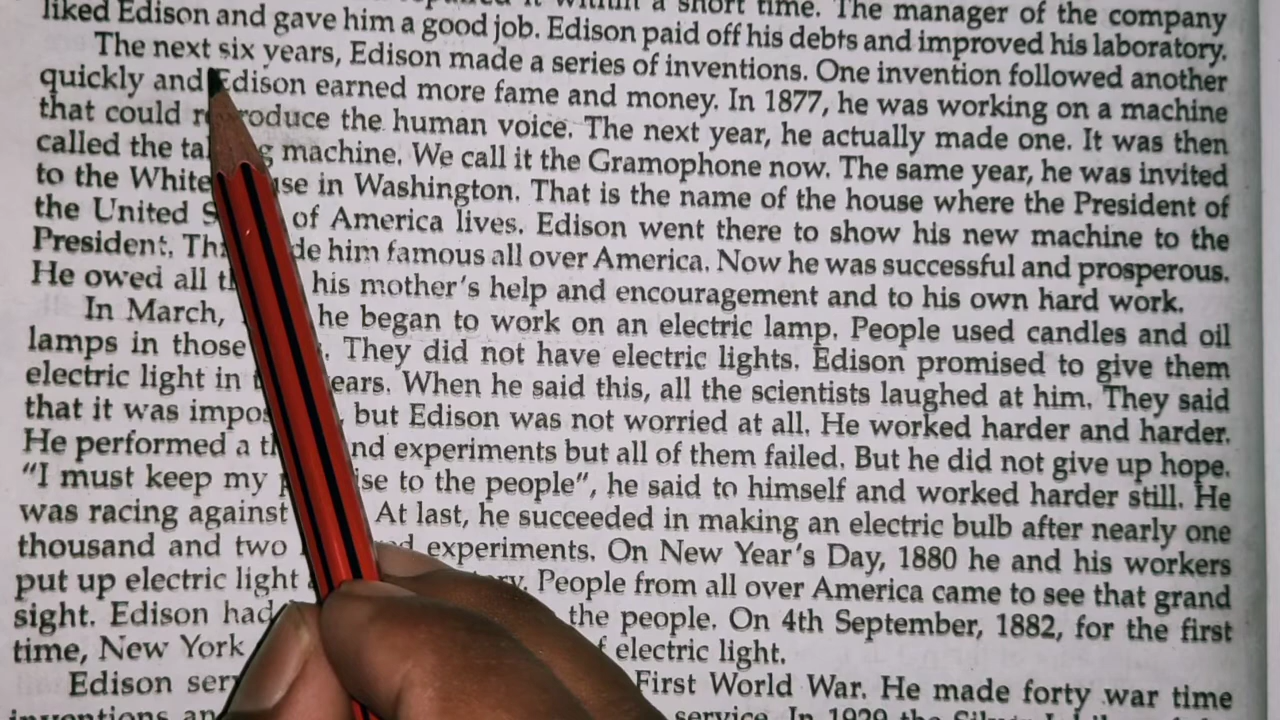 it within a short time. The manager of the company
liked Edison and gave him a good job. Edison paid off his debts and improved his laboratory.
The next six years, Edison made a series of inventions. One invention followed another
quickly and Edison earned more fame and money. In 1877, he was working on a machine
that could the human voice. The next year, he actually made one. It was then
called the machine. We call it the Gramophone now. The same year, he was invited
to the White in Washington. That is the name of the house where the President of
the United of America lives. Edison went there to show his new machine to the
President. him famous all over America. Now he was successful and prosperous.
He owed all his mother's help and encouragement and to his own hard work.
In March, he began to work on an electric lamp. People used candles and oil
lamps in those They did not have electric lights. Edison promised to give them
electric light in When he said this, all the scientists laughed at him. They said
that it was but Edison was not worried at all. He worked harder and harder.
He performed a experiments but all of them failed. But he did not give up hope.
"I must keep my to the people", he said to himself and worked harder still. He
was racing against At last, he succeeded in making an electric bulb after nearly one
thousand and two experiments. On New Year's Day, 1880 he and his workers
put up electric light People from all over America came to see that grand
sight. Edison had the people. On 4th September, 1882, for the first
time, New York electric light.
Edison First World War. He made forty war time
inventions service. In 1929 the